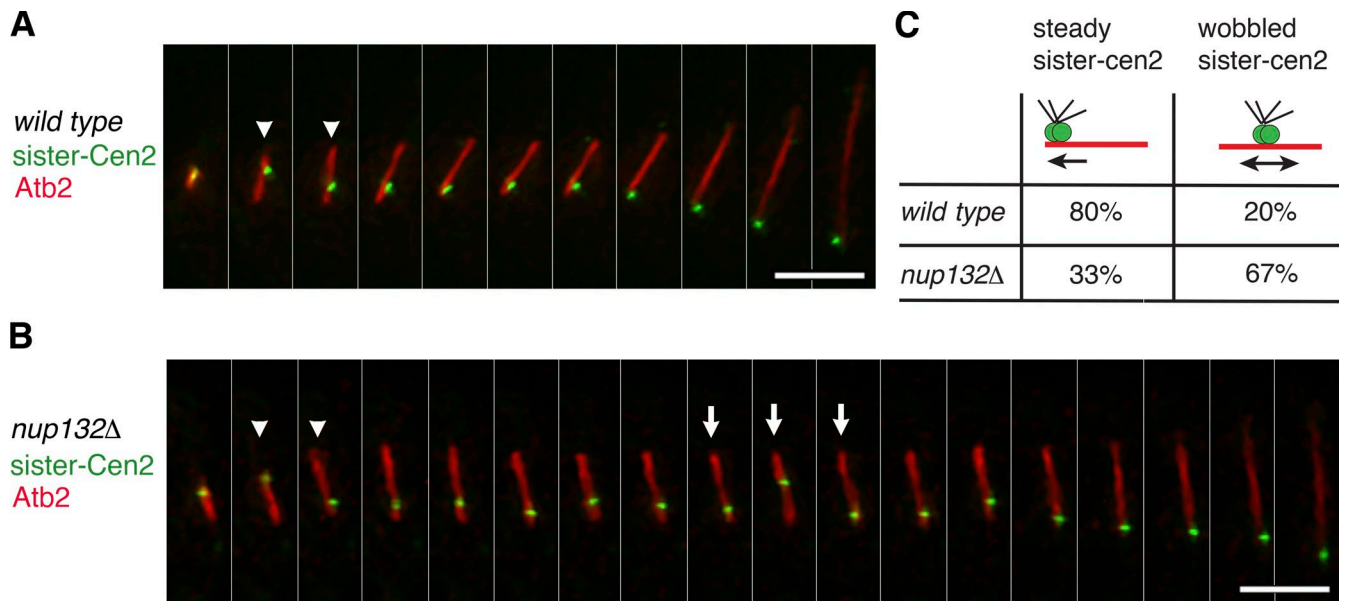 A
wild type
sister-Cen2
Atb2
B
nup132Δ
sister-Cen2
Atb2
C
steady
sister-cen2
wobbled
sister-cen2
wild type
80%
20%
nup132Δ
33%
67%